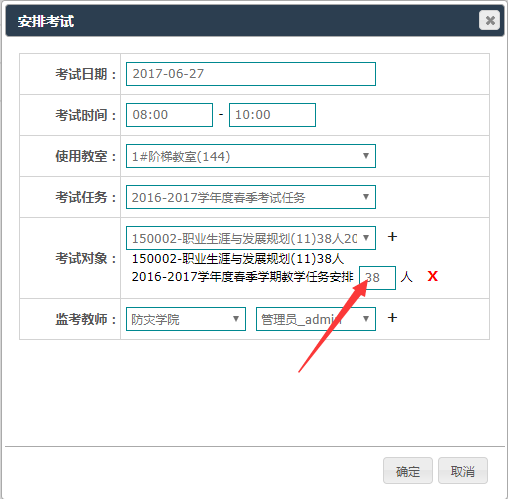 安排考试
考试日期： 2017-06-27
考试时间： 08:00 - 10:00
使用教室： 1#阶梯教室(144)
考试任务： 2016-2017学年度春季考试任务
150002-职业生涯与发展规划(11)38人20 +
考试对象： 150002-职业生涯与发展规划(11)38人
2016-2017学年度春季学期教学任务安排 38 人 X
监考教师： 防灾学院 管理员_admin +
确定 取消